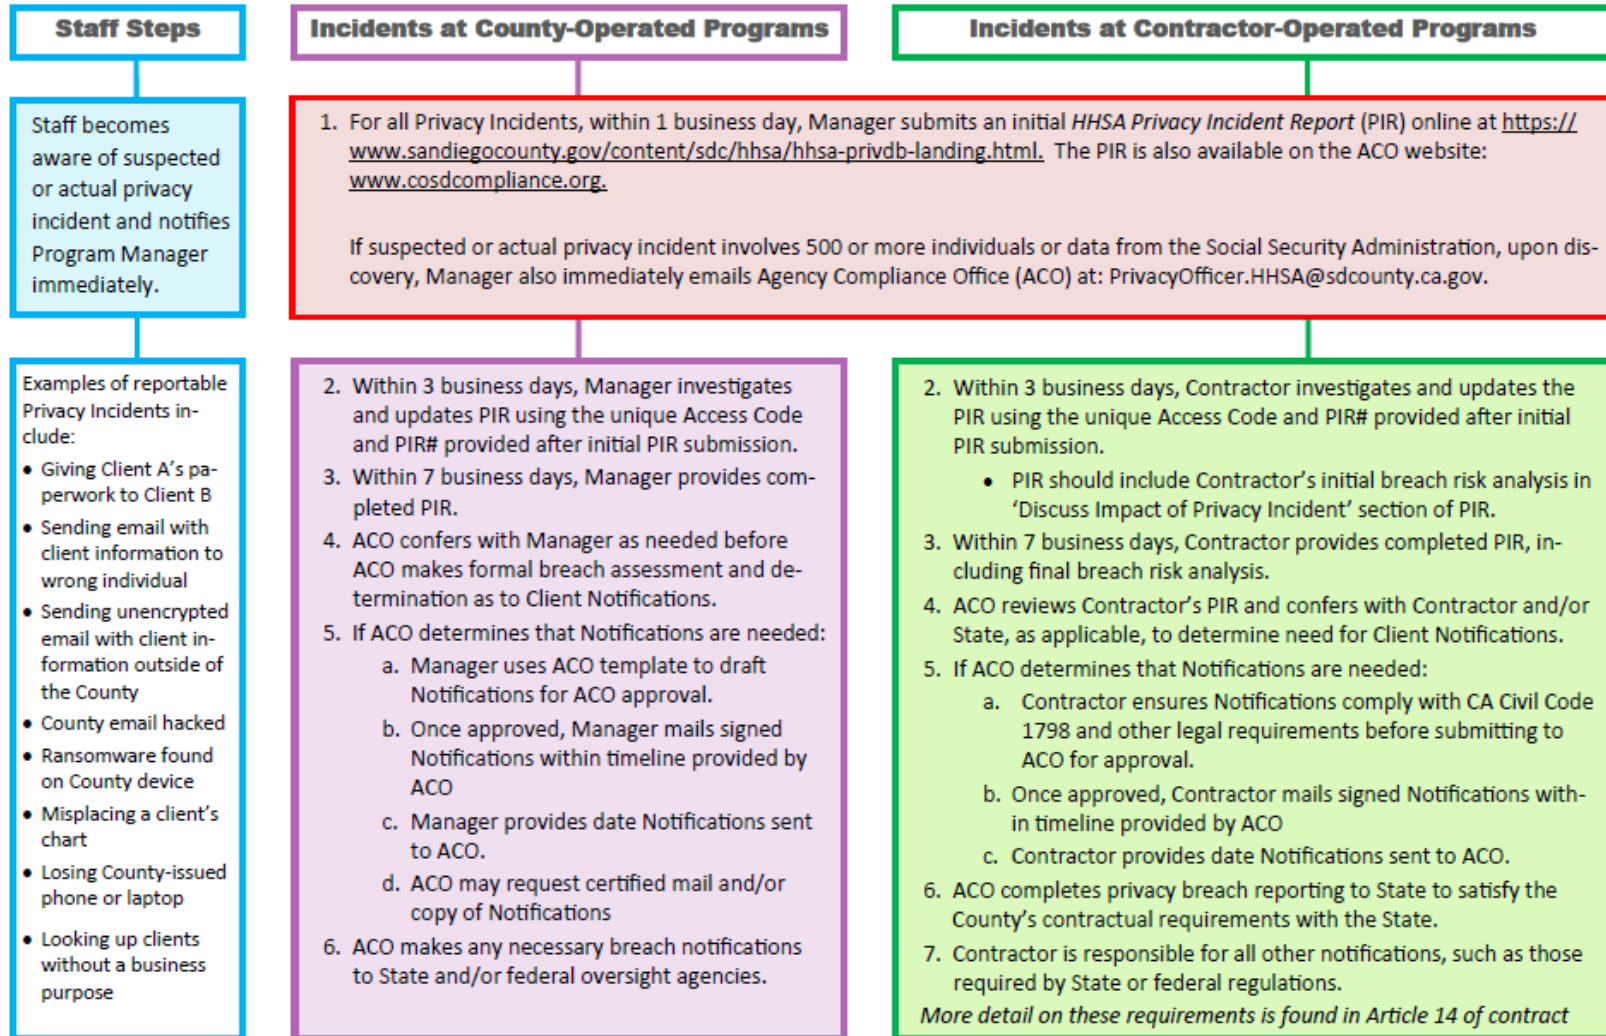 Staff Steps
Staff becomes
aware of suspected
or actual privacy
incident and notifies
Program Manager
immediately.
Examples of reportable
Privacy Incidents in-
clude:
• Giving Client A's pa-
perwork to Client B
• Sending email with
client information to
wrong individual
• Sending unencrypted
email with client in-
formation outside of
the County
• County email hacked
• Ransomware found
on County device
• Misplacing a client's
chart
• Losing County-issued
phone or laptop
• Looking up clients
without a business
purpose
Incidents at County-Operated Programs
Incidents at Contractor-Operated Programs
1. For all Privacy Incidents, within 1 business day, Manager submits an initial HHSA Privacy Incident Report (PIR) online at https://
www.sandiegocounty.gov/content/sdc/hhsa/hhsa-privdb-landing.html. The PIR is also available on the ACO website:
www.cosdcompliance.org.
If suspected or actual privacy incident involves 500 or more individuals or data from the Social Security Administration, upon dis-
covery, Manager also immediately emails Agency Compliance Office (ACO) at: PrivacyOfficer.HHSA@sdcounty.ca.gov.
2. Within 3 business days, Manager investigates
and updates PIR using the unique Access Code
and PIR# provided after initial PIR submission.
3. Within 7 business days, Manager provides com-
pleted PIR.
4. ACO confers with Manager as needed before
ACO makes formal breach assessment and de-
termination as to Client Notifications.
5. If ACO determines that Notifications are needed:
a. Manager uses ACO template to draft
Notifications for ACO approval.
b. Once approved, Manager mails signed
Notifications within timeline provided by
ACO
c. Manager provides date Notifications sent
to ACO.
d. ACO may request certified mail and/or
copy of Notifications
6. ACO makes any necessary breach notifications
to State and/or federal oversight agencies.
2. Within 3 business days, Contractor investigates and updates the
PIR using the unique Access Code and PIR# provided after initial
PIR submission.
• PIR should include Contractor's initial breach risk analysis in
'Discuss Impact of Privacy Incident' section of PIR.
3. Within 7 business days, Contractor provides completed PIR, in-
cluding final breach risk analysis.
4. ACO reviews Contractor's PIR and confers with Contractor and/or
State, as applicable, to determine need for Client Notifications.
5. If ACO determines that Notifications are needed:
a. Contractor ensures Notifications comply with CA Civil Code
1798 and other legal requirements before submitting to
ACO for approval.
b. Once approved, Contractor mails signed Notifications with-
in timeline provided by ACO
c. Contractor provides date Notifications sent to ACO.
6. ACO completes privacy breach reporting to State to satisfy the
County's contractual requirements with the State.
7. Contractor is responsible for all other notifications, such as those
required by State or federal regulations.
More detail on these requirements is found in Article 14 of contract